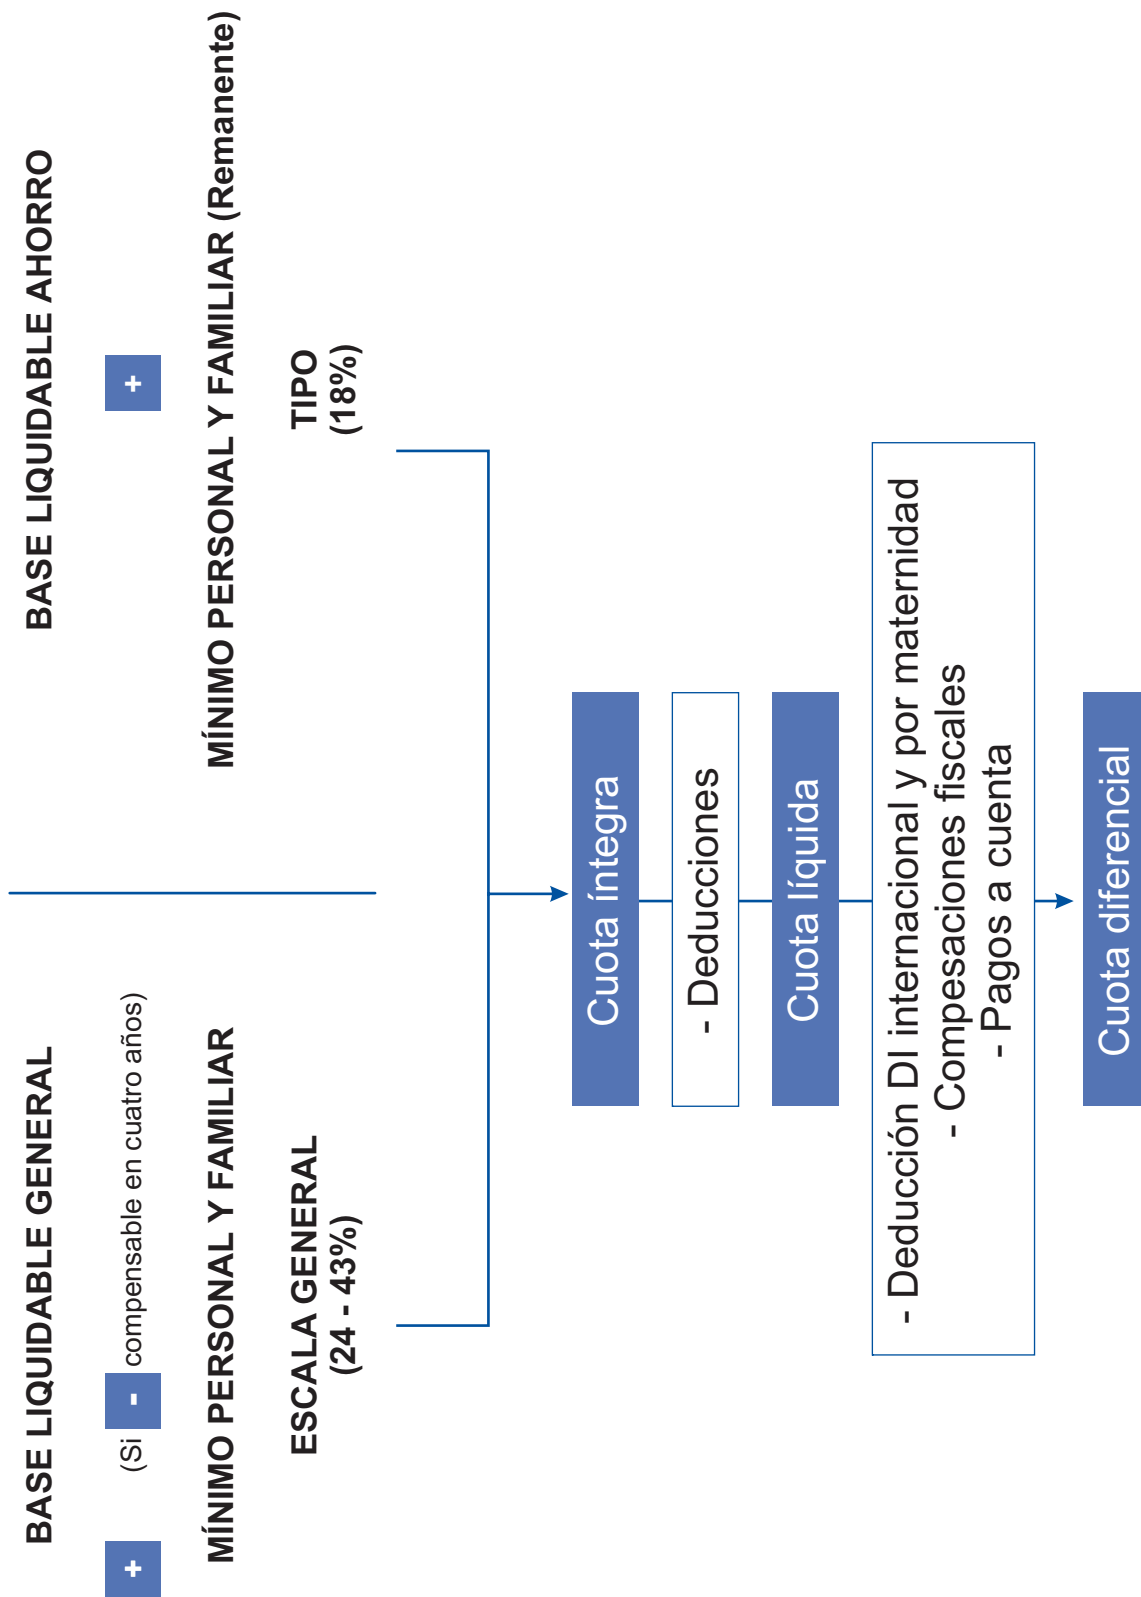 BASE LIQUIDABLE GENERAL
+ (Si - compensable en cuatro años)
MÍNIMO PERSONAL Y FAMILIAR
ESCALA GENERAL
(24 - 43%)
BASE LIQUIDABLE AHORRO
+
MÍNIMO PERSONAL Y FAMILIAR (Remanente)
TIPO
(18%)
Cuota íntegra
- Deducciones
Cuota líquida
- Deducción DI internacional y por maternidad
- Compesaciones fiscales
- Pagos a cuenta
Cuota diferencial